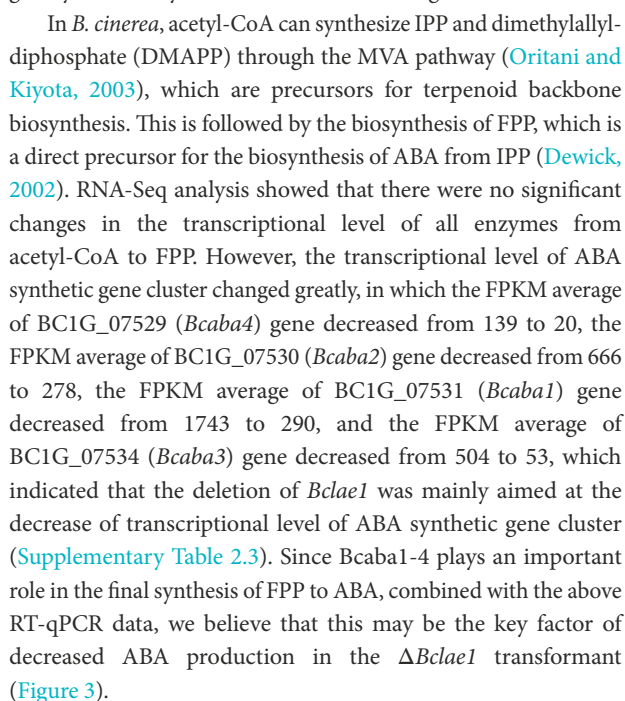 In B. cinerea, acetyl-CoA can synthesize IPP and dimethylallyl-
diphosphate (DMAPP) through the MVA pathway (Oritani and
Kiyota, 2003), which are precursors for terpenoid backbone
biosynthesis. This is followed by the biosynthesis of FPP, which is
a direct precursor for the biosynthesis of ABA from IPP (Dewick,
2002). RNA-Seq analysis showed that there were no significant
changes in the transcriptional level of all enzymes from
acetyl-CoA to FPP. However, the transcriptional level of ABA
synthetic gene cluster changed greatly, in which the FPKM average
of BC1G_07529 (Bcaba4) gene decreased from 139 to 20, the
FPKM average of BC1G_07530 (Bcaba2) gene decreased from 666
to 278, the FPKM average of BC1G_07531 (Bcaba1) gene
decreased from 1743 to 290, and the FPKM average of
BC1G_07534 (Bcaba3) gene decreased from 504 to 53, which
indicated that the deletion of Bclae1 was mainly aimed at the
decrease of transcriptional level of ABA synthetic gene cluster
(Supplementary Table 2.3). Since Bcaba1-4 plays an important
role in the final synthesis of FPP to ABA, combined with the above
RT-qPCR data, we believe that this may be the key factor of
decreased ABA production in the ΔBclae1 transformant
(Figure 3).